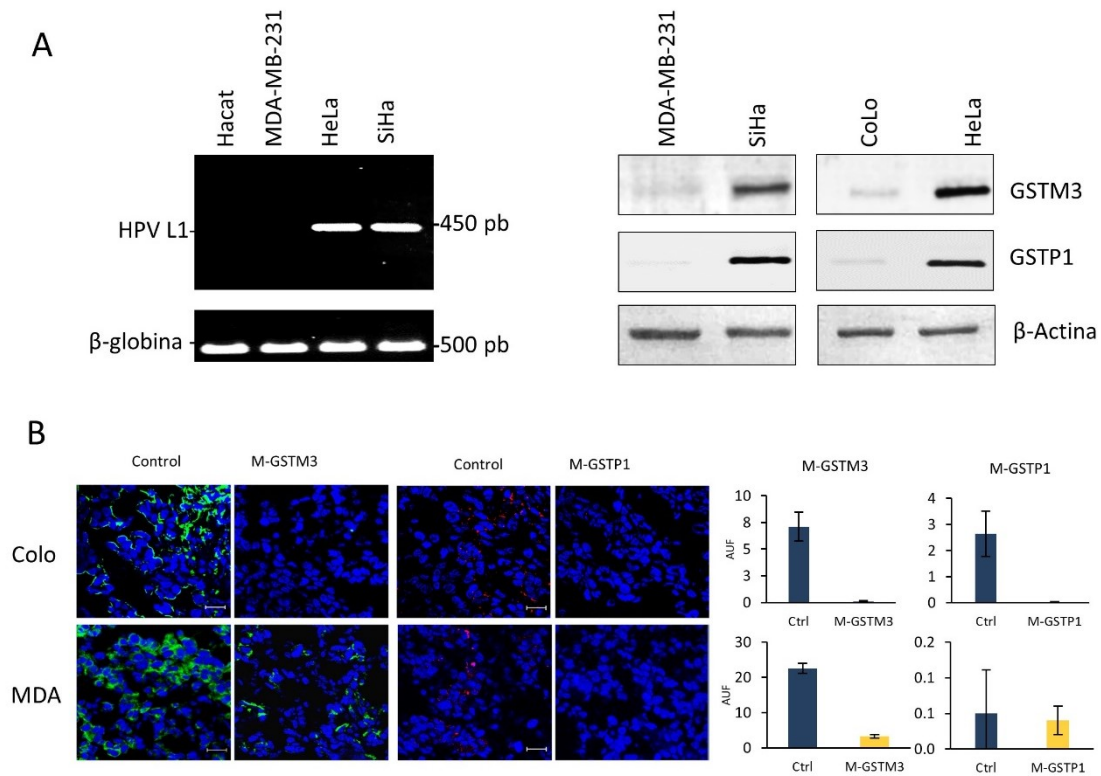 A
Hacat
MDA-MB-231
HeLa
SiHa
HPV L1-
-450 pb
β-globina
-500 pb
MDA-MB-231
SiHa
CoLo
HeLa
GSTM3
GSTP1
β-Actina
B
Control
M-GSTM3
Control
M-GSTP1
Colo
MDA
M-GSTM3
AUF
10
8
5
3
0
Ctrl
M-GSTM3
M-GSTP1
4
3
2
1
0
Ctrl
M-GSTP1
AUF
30
20
10
0
Ctrl
M-GSTM3
0.2
0.1
0.1
0.0
Ctrl
M-GSTP1